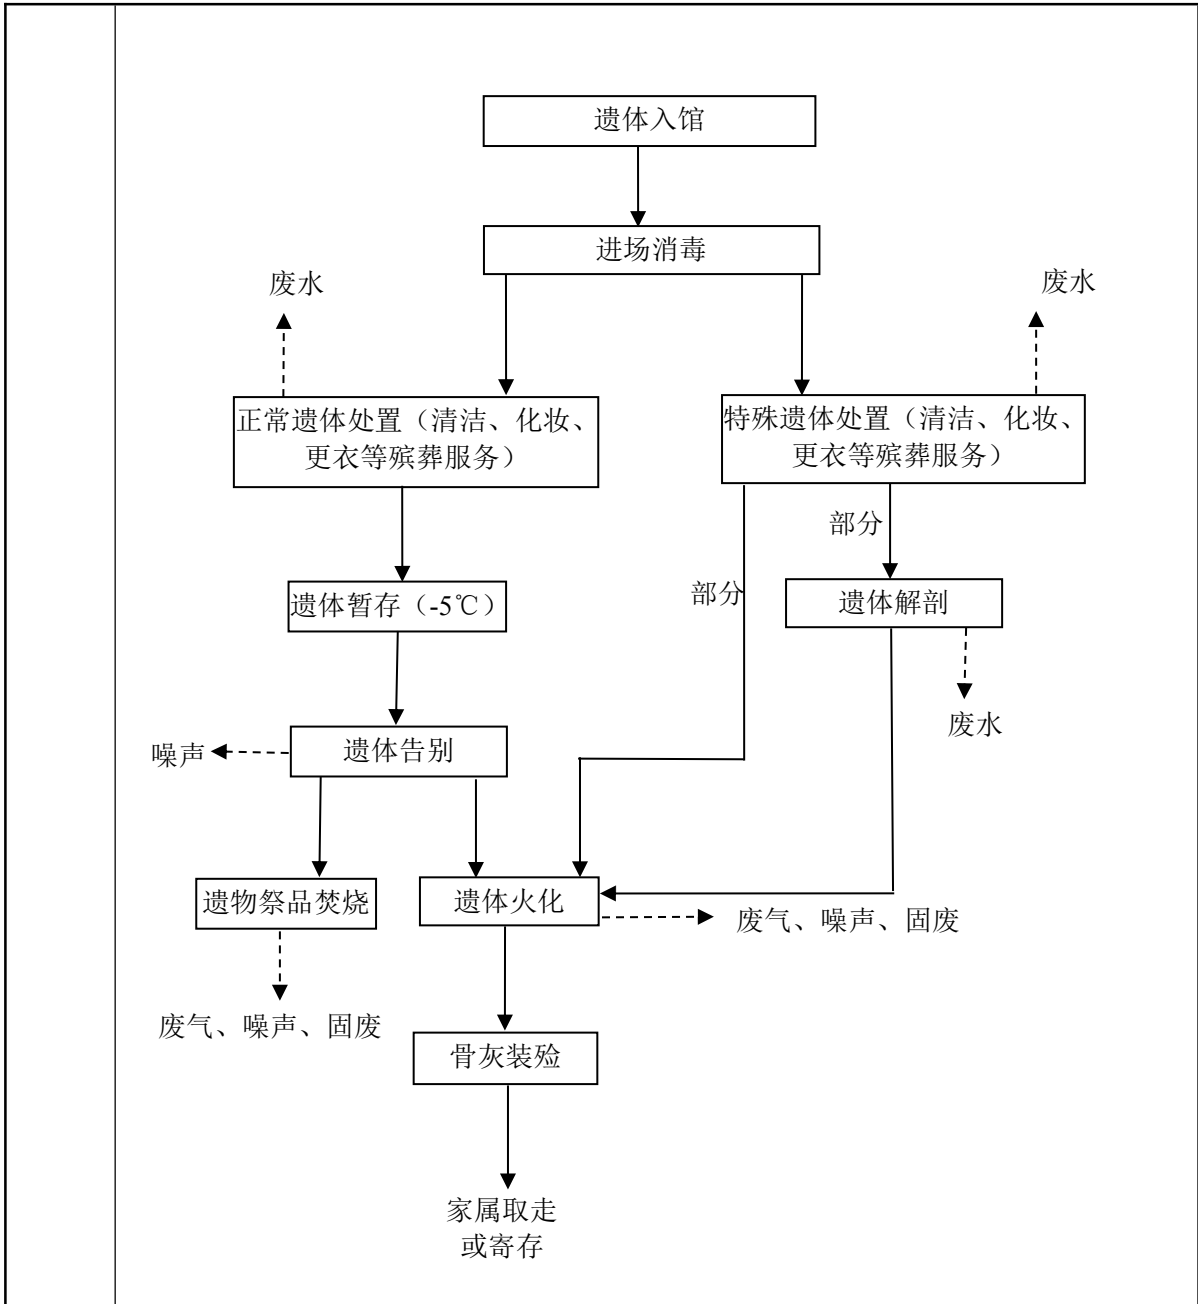 遗体入馆
进场消毒
废水
废水
正常遗体处置（清洁、化妆、
更衣等殡葬服务）
特殊遗体处置（清洁、化妆、
更衣等殡葬服务）
部分
部分
遗体暂存（-5℃）
遗体解剖
废水
噪声
遗体告别
遗物祭品焚烧
遗体火化
废气、噪声、固废
废气、噪声、固废
骨灰装殓
家属取走
或寄存